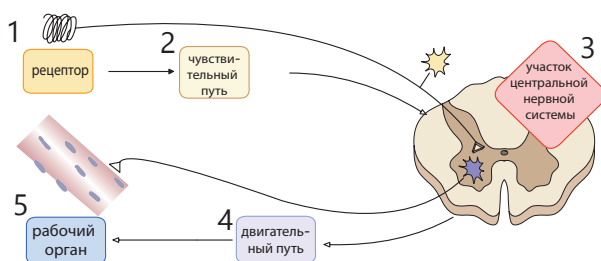 1
рецептор
2
чувстви-
тельный
путь
3
участок
центральной
нервной
системы
5
рабочий
орган
4
двигатель-
ный путь